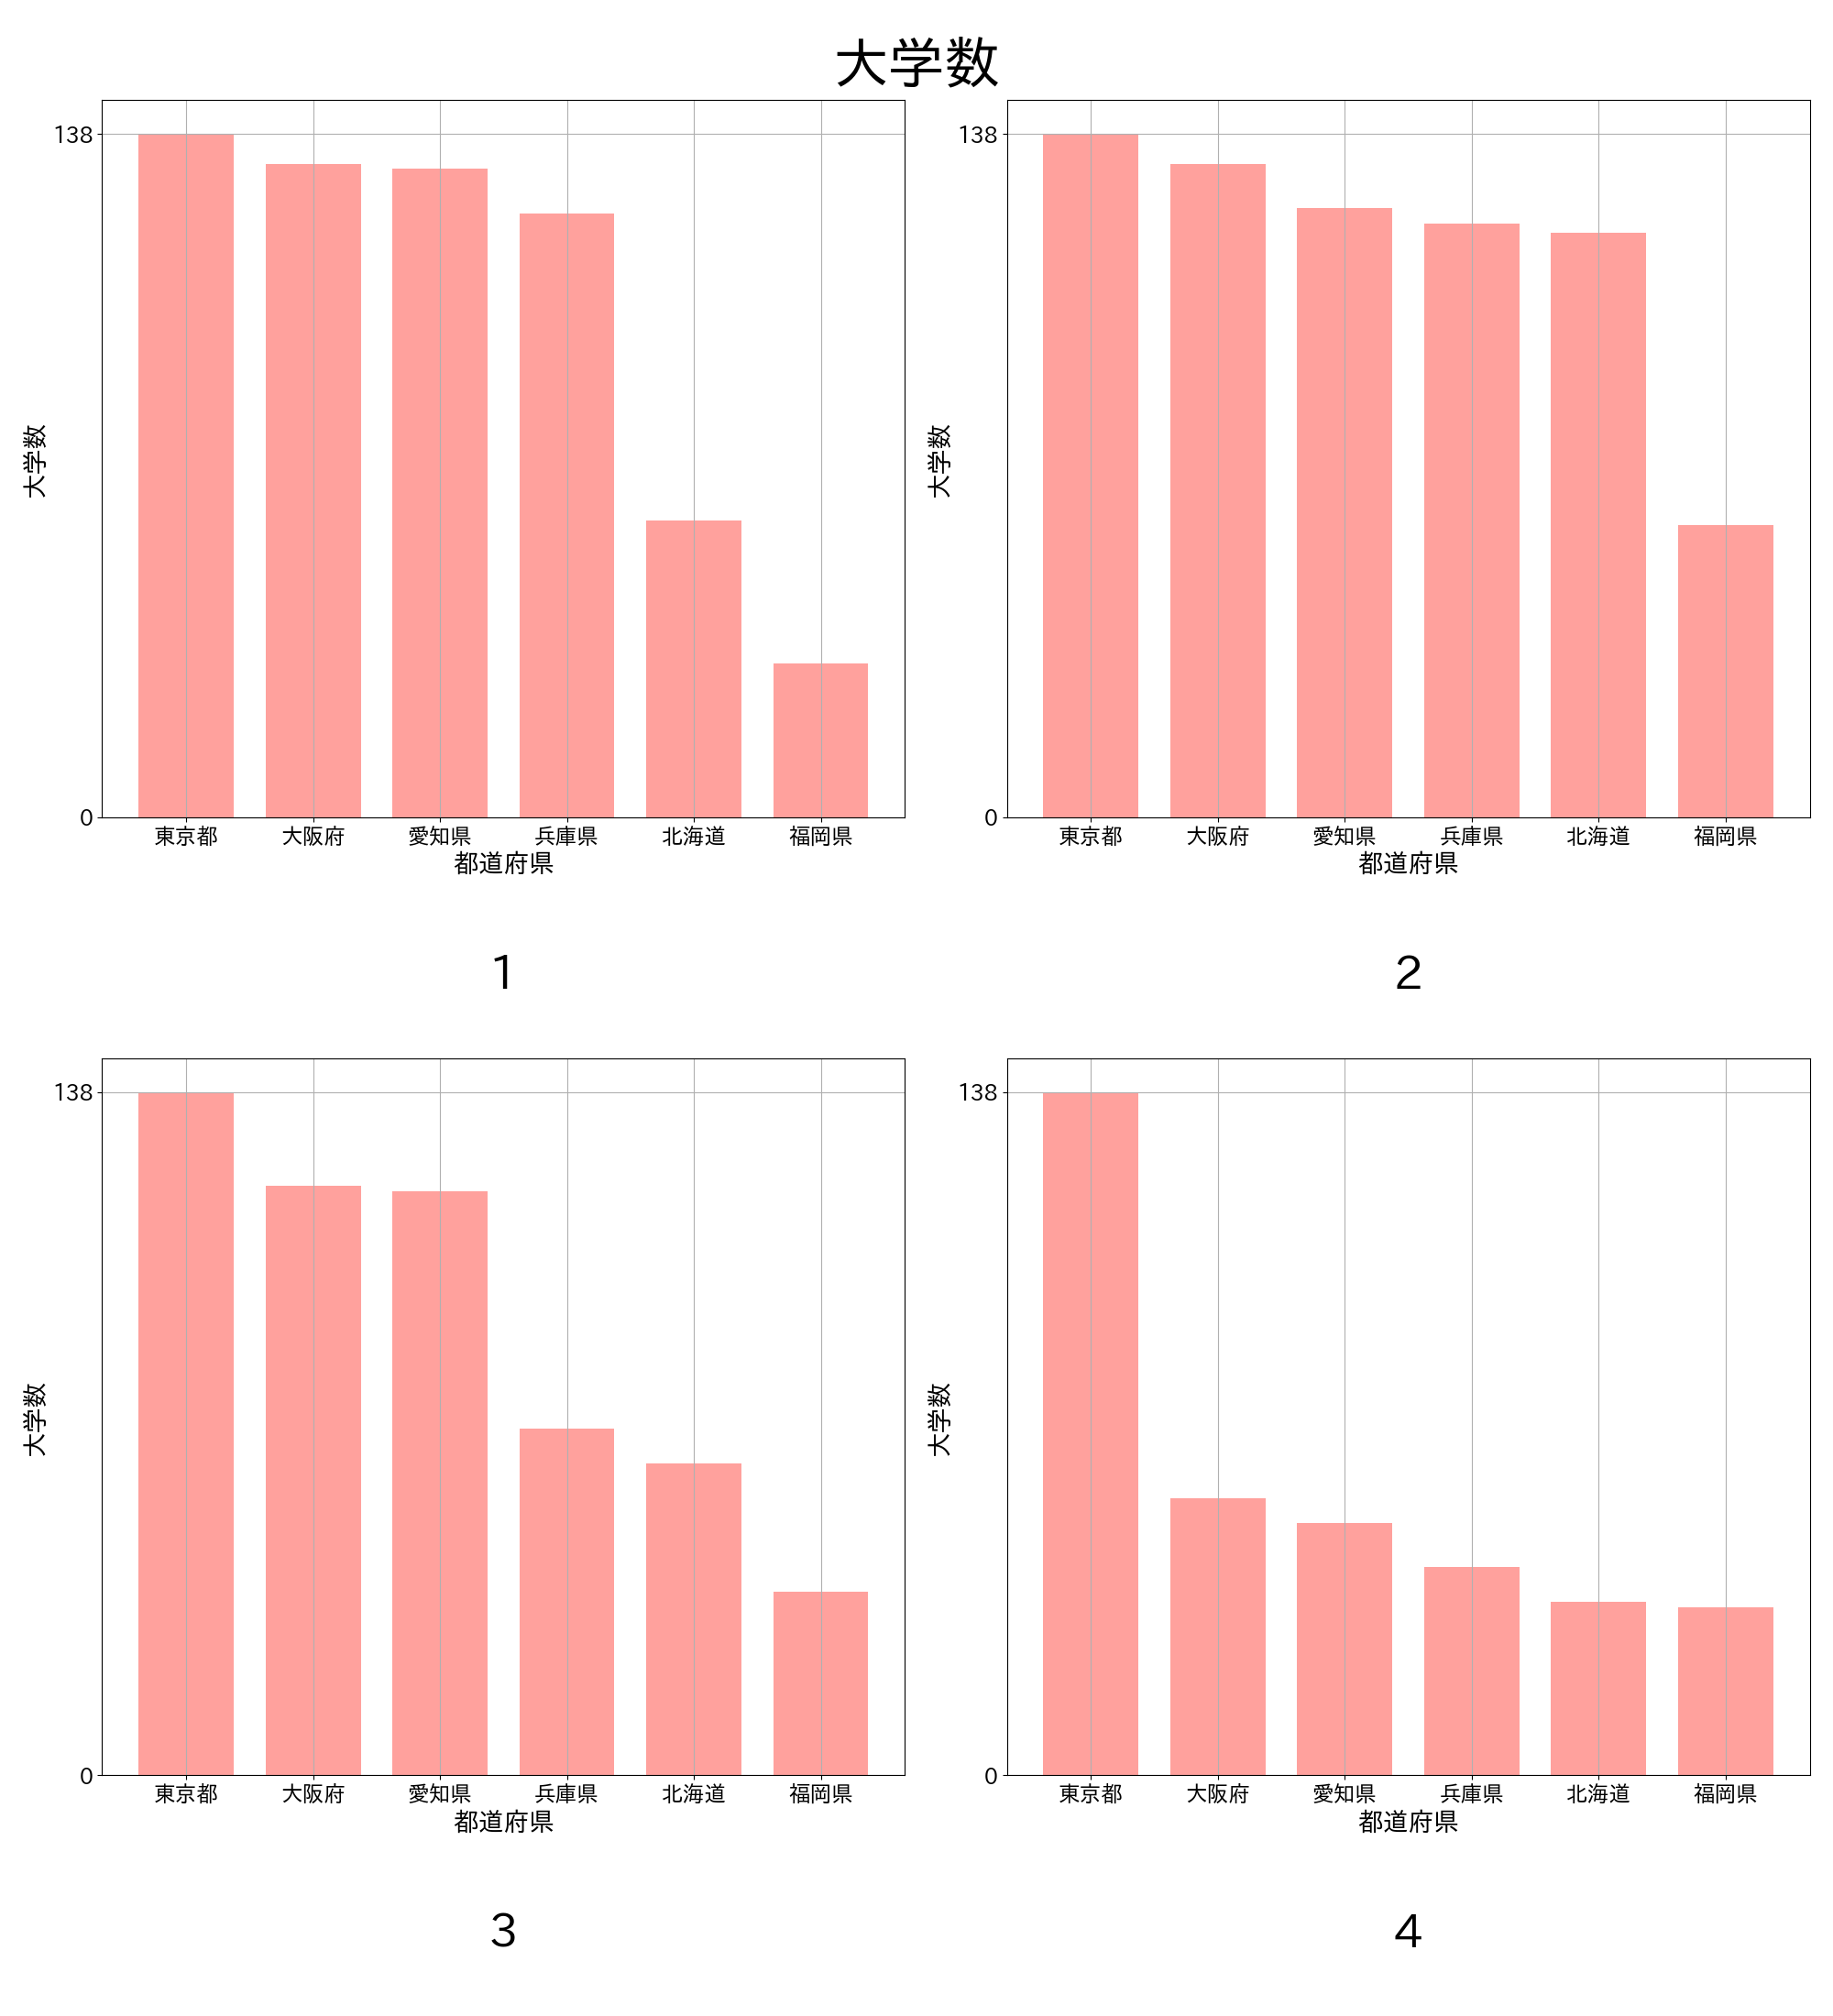 大学数
138
0
大学数
東京都 大阪府 愛知県 兵庫県 北海道 福岡県
都道府県
1
138
0
大学数
東京都 大阪府 愛知県 兵庫県 北海道 福岡県
都道府県
2
138
0
大学数
東京都 大阪府 愛知県 兵庫県 北海道 福岡県
都道府県
3
138
0
大学数
東京都 大阪府 愛知県 兵庫県 北海道 福岡県
都道府県
4